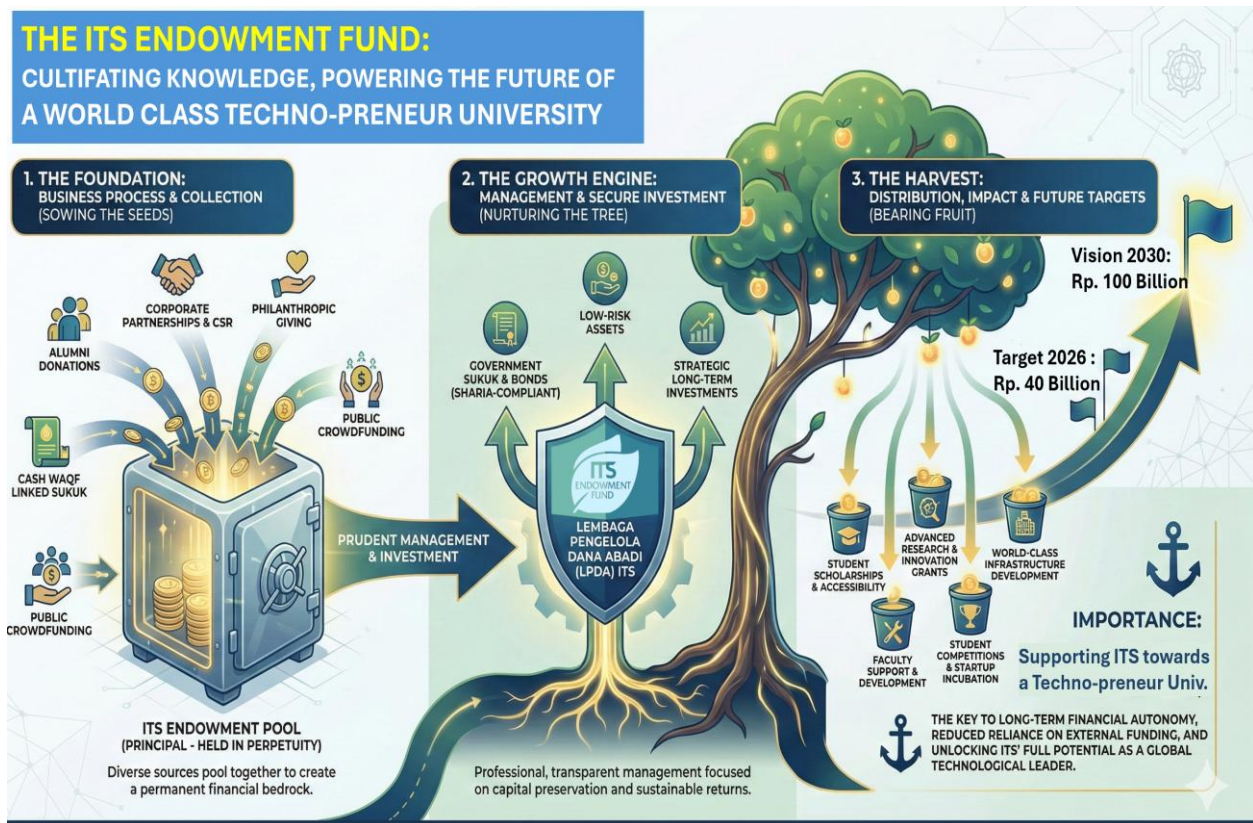 THE ITS ENDOWMENT FUND:
CULTIFATING KNOWLEDGE, POWERING THE FUTURE OF
A WORLD CLASS TECHNO-PRENEUR UNIVERSITY
1. THE FOUNDATION:
BUSINESS PROCESS & COLLECTION
(SOWING THE SEEDS)
CORPORATE
PARTNERSHIPS & CSR
PHILANTHROPIC
GIVING
ALUMNI
DONATIONS
PUBLIC
CROWDFUNDING
CASH WAQF
LINKED SUKUK
PUBLIC
CROWDFUNDING
ITS ENDOWMENT POOL
(PRINCIPAL - HELD IN PERPETUITY)
Diverse sources pool together to create
a permanent financial bedrock.
PRUDENT MANAGEMENT
& INVESTMENT
2. THE GROWTH ENGINE:
MANAGEMENT & SECURE INVESTMENT
(NURTURING THE TREE)
LOW-RISK
ASSETS
GOVERNMENT
SUKUK & BONDS
(SHARIA-COMPLIANT)
STRATEGIC
LONG-TERM
INVESTMENTS
ITS
ENDOWMENT
FUND
LEMBAGA
PENGELOLA
DANA ABADI
(LPDA) ITS
Professional, transparent management focused
on capital preservation and sustainable returns.
3. THE HARVEST:
DISTRIBUTION, IMPACT & FUTURE TARGETS
(BEARING FRUIT)
Vision 2030:
Rp. 100 Billion
Target 2026 :
Rp. 40 Billion
STUDENT
SCHOLARSHIPS
& ACCESSIBILITY
ADVANCED
RESEARCH &
INNOVATION
GRANTS
WORLD-CLASS
INFRASTRUCTURE
DEVELOPMENT
FACULTY
SUPPORT &
DEVELOPMENT
STUDENT
COMPETITIONS
& STARTUP
INCUBATION
IMPORTANCE:
Supporting ITS towards
a Techno-preneur Univ.
THE KEY TO LONG-TERM FINANCIAL AUTONOMY,
REDUCED RELIANCE ON EXTERNAL FUNDING, AND
UNLOCKING ITS' FULL POTENTIAL AS A GLOBAL
TECHNOLOGICAL LEADER.